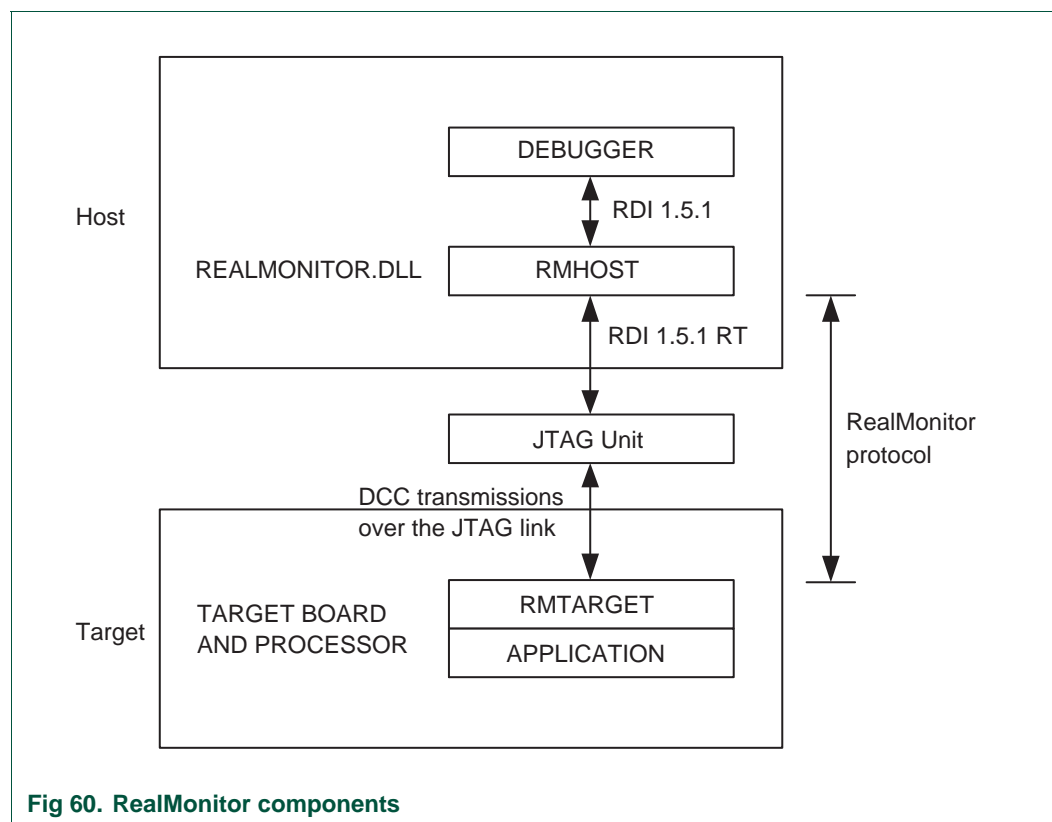 DEBUGGER
RDI 1.5.1
Host
REALMONITOR.DLL
RMHOST
RDI 1.5.1 RT
JTAG Unit
RealMonitor
protocol
DCC transmissions
over the JTAG link
Target
TARGET BOARD
AND PROCESSOR
RMTARGET
APPLICATION
Fig 60. RealMonitor components